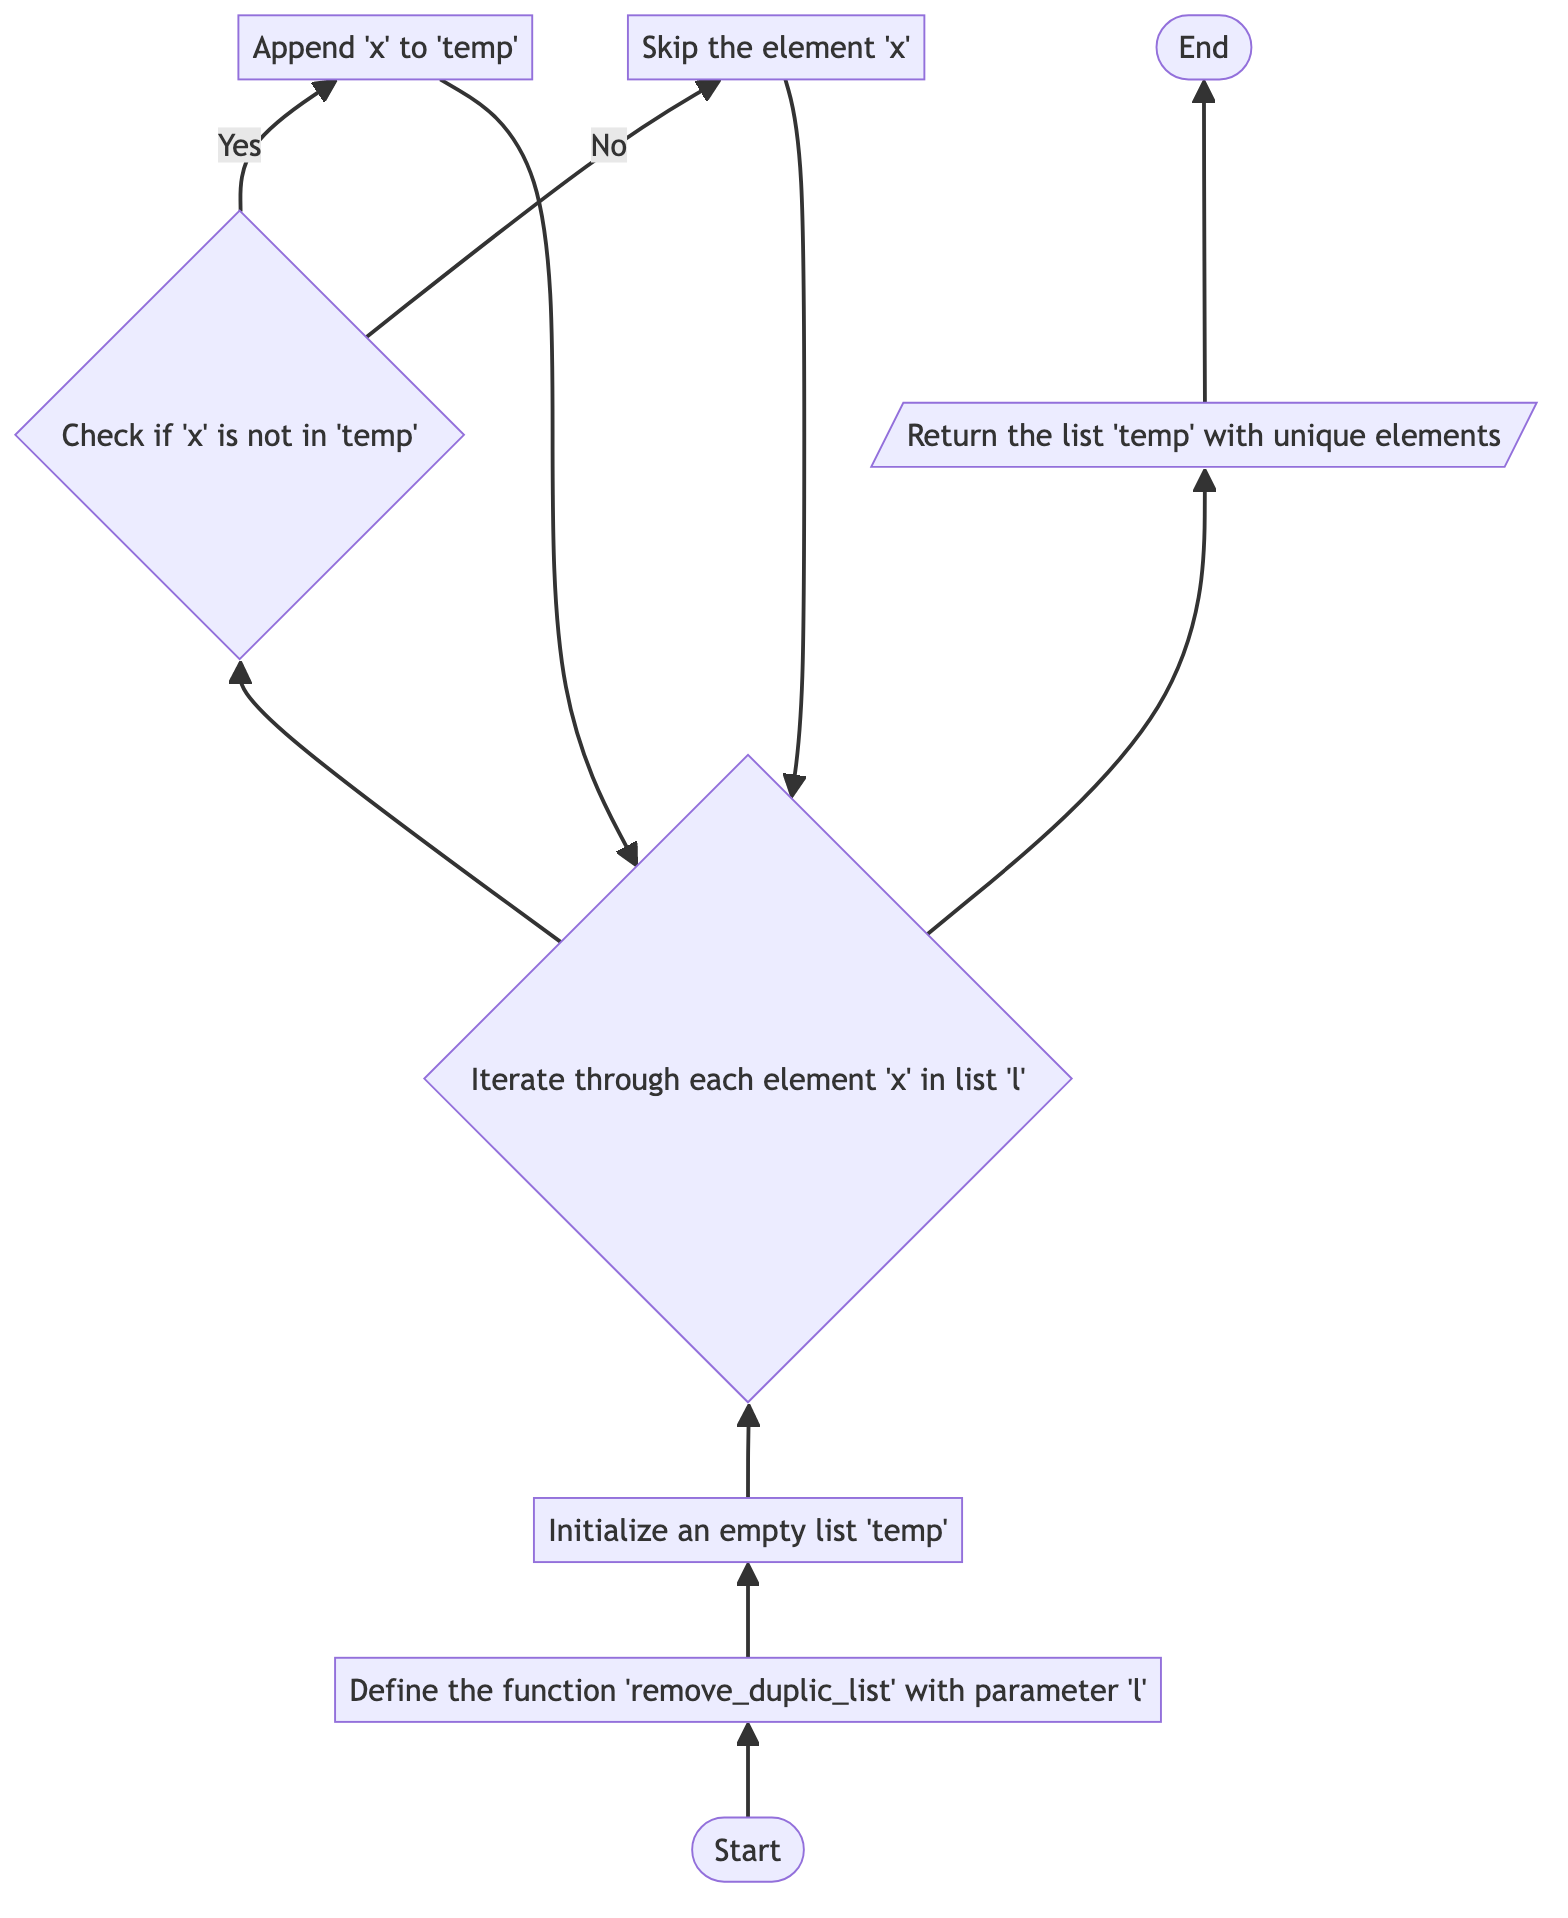 Append 'x' to 'temp'
Skip the element 'x'
End
Yes
No
Check if 'x' is not in 'temp'
Return the list 'temp' with unique elements
Iterate through each element 'x' in list 'l'
Initialize an empty list 'temp'
Define the function 'remove_duplic_list' with parameter 'l'
Start